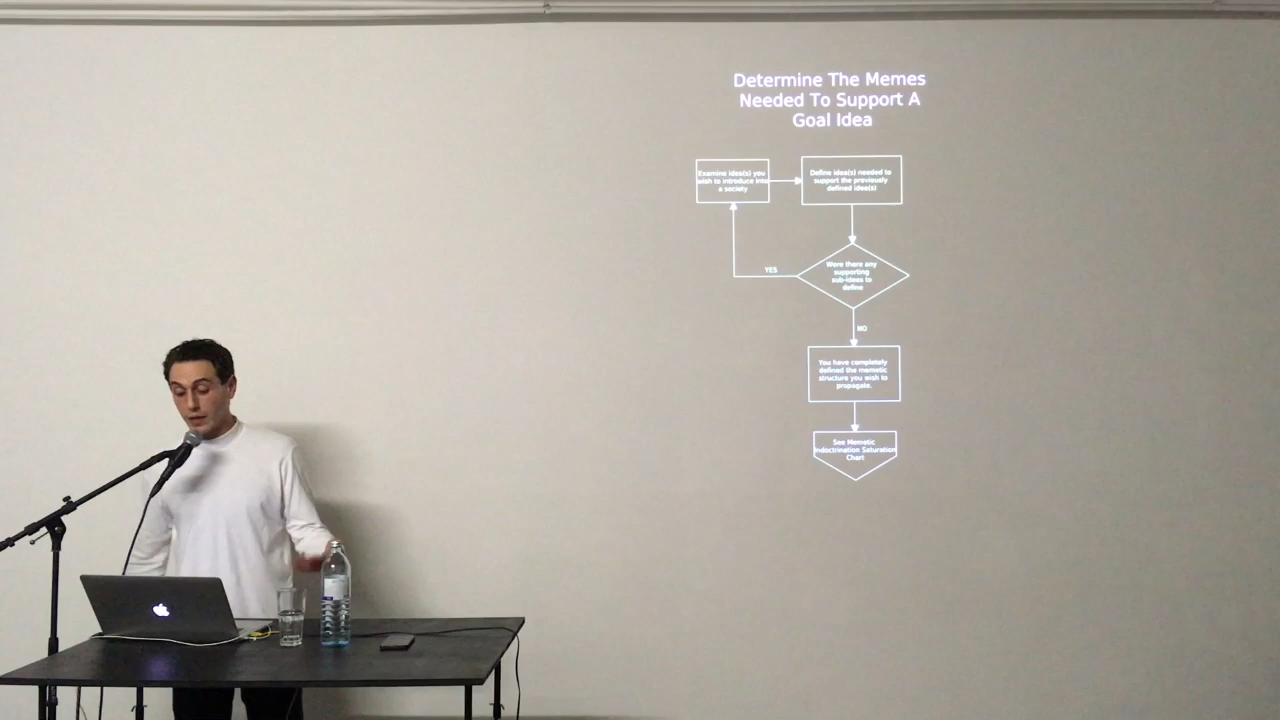 Determine The Memes
Needed To Support A
Goal Idea
Examine idea(s) you
wish to introduce into
a society
Define idea(s) needed to
support the previously
defined idea(s)
Were there any
supporting
sub-ideas to
define
YES
NO
You have completely
defined the memetic
structure you wish to
propagate.
See Memetic
Indoctrination Saturation
Chart